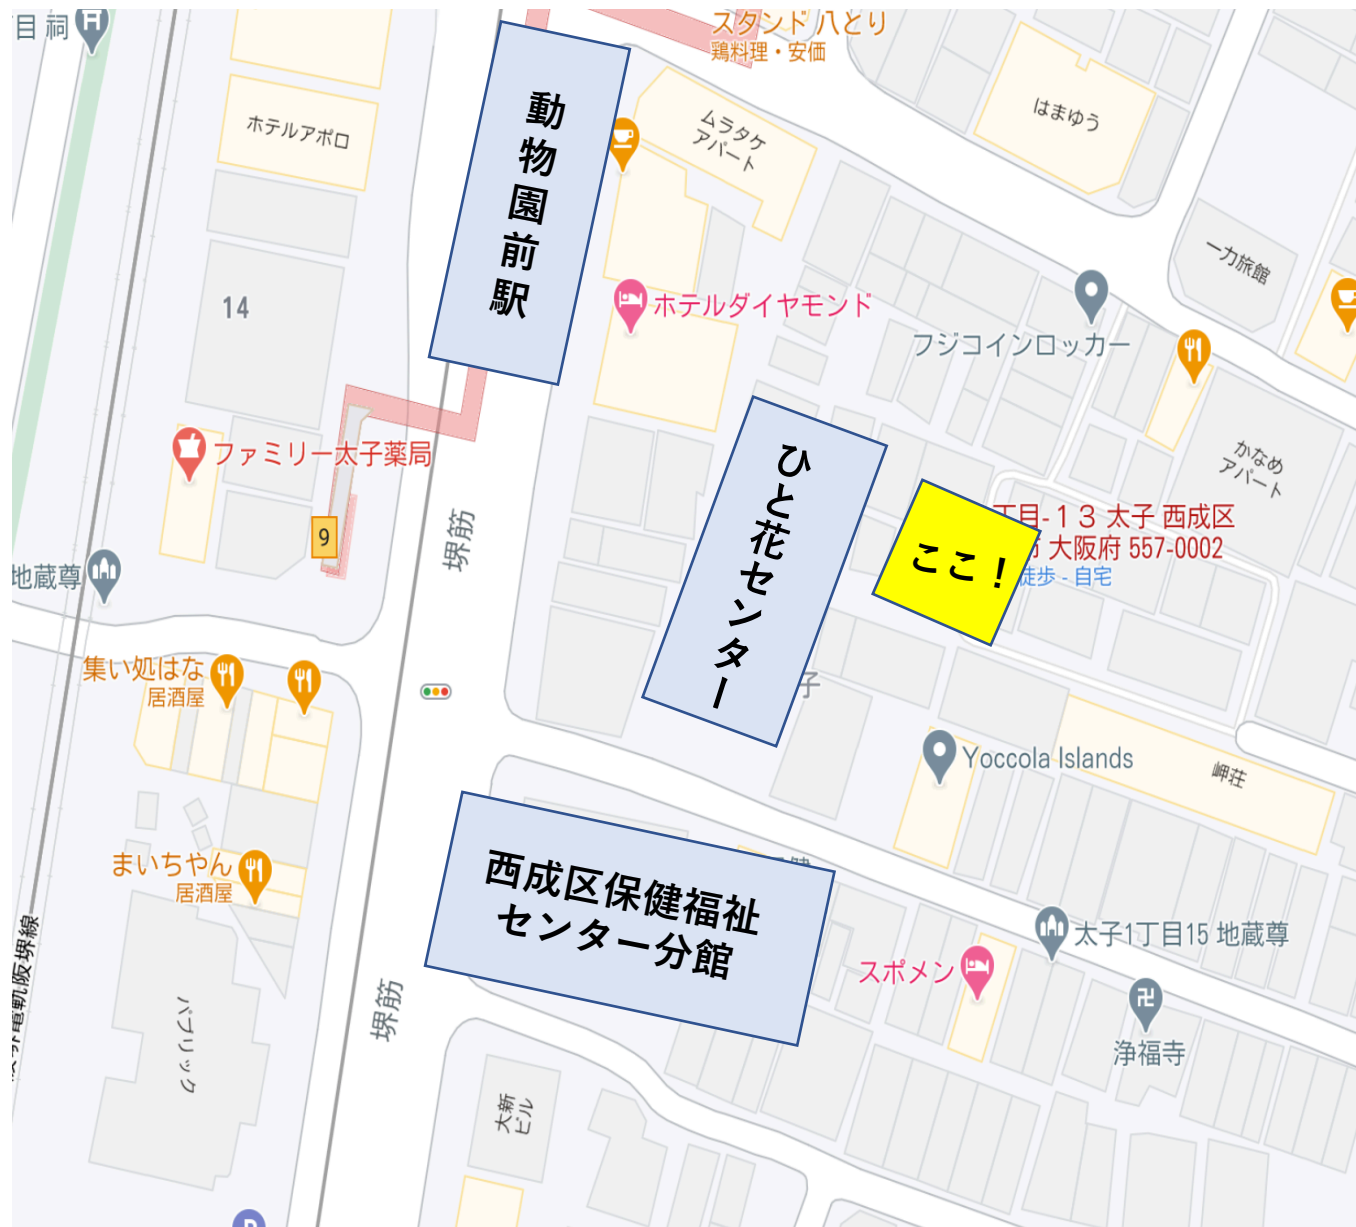 目 祠
スタンド 八とり
鶏料理・安価
動物園前駅
ホテルアポロ
ムラタケ
アパート
はまゆう
一力旅館
14
ホテルダイヤモンド
フジコインロッカー
ファミリー太子薬局
ひと花センター
かなめ
アパート
9
堺筋
丁目-１３ 太子 西成区
大阪府 557-0002
徒歩 - 自宅
ここ！
地蔵尊
集い処はな
居酒屋
子
Yoccola Islands
岬荘
まいちやん
居酒屋
西成区保健福祉
センター分館
太子1丁目15 地蔵尊
スポメン
浄福寺
堺筋
パブリック
大新
ビル